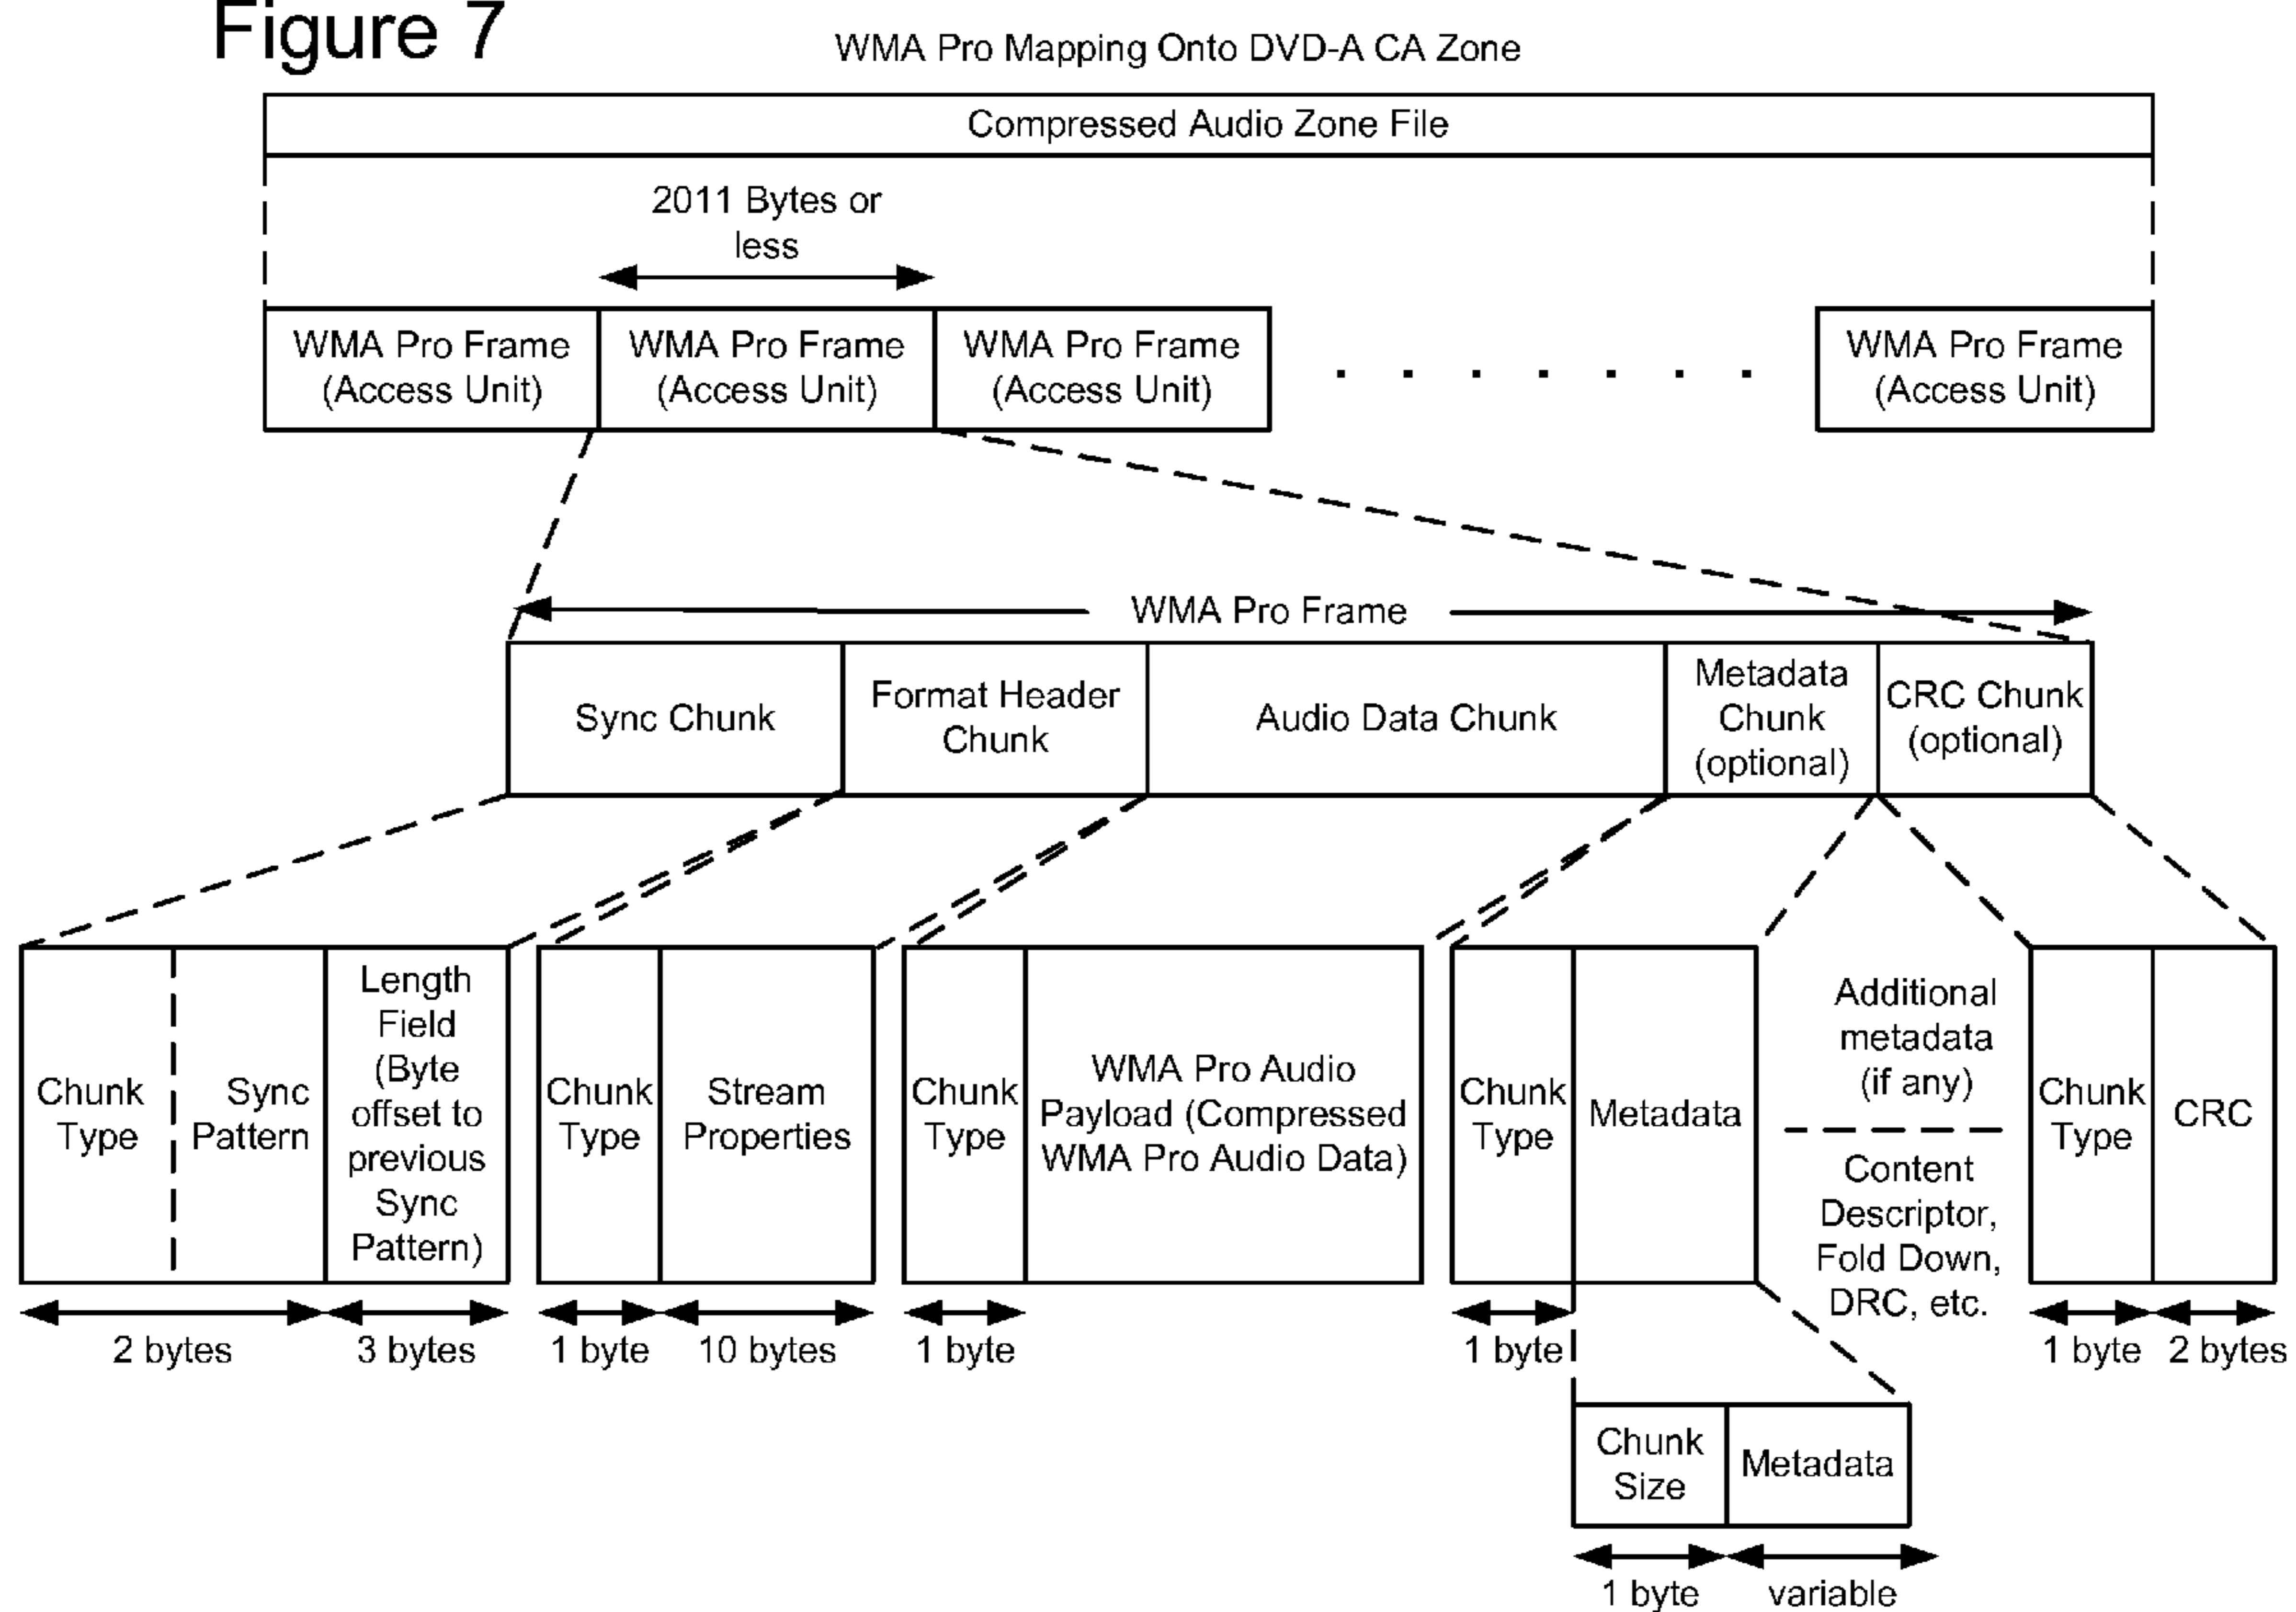 Figure 7
WMA Pro Mapping Onto DVD-A CA Zone
Compressed Audio Zone File
2011 Bytes or
less
WMA Pro Frame
(Access Unit)
WMA Pro Frame
(Access Unit)
WMA Pro Frame
(Access Unit)
. . . . . . .
WMA Pro Frame
(Access Unit)
WMA Pro Frame
Sync Chunk
Format Header
Chunk
Audio Data Chunk
Metadata
Chunk
(optional)
CRC Chunk
(optional)
Chunk
Type
Sync
Pattern
Length
Field
(Byte
offset to
previous
Sync
Pattern)
Chunk
Type
Stream
Properties
Chunk
Type
WMA Pro Audio
Payload (Compressed
WMA Pro Audio Data)
Chunk
Type
Metadata
Additional
metadata
(if any)
Content
Descriptor,
Fold Down,
DRC, etc.
Chunk
Type
CRC
2 bytes
3 bytes
1 byte
10 bytes
1 byte
1 byte
1 byte
2 bytes
Chunk
Size
Metadata
1 byte
variable